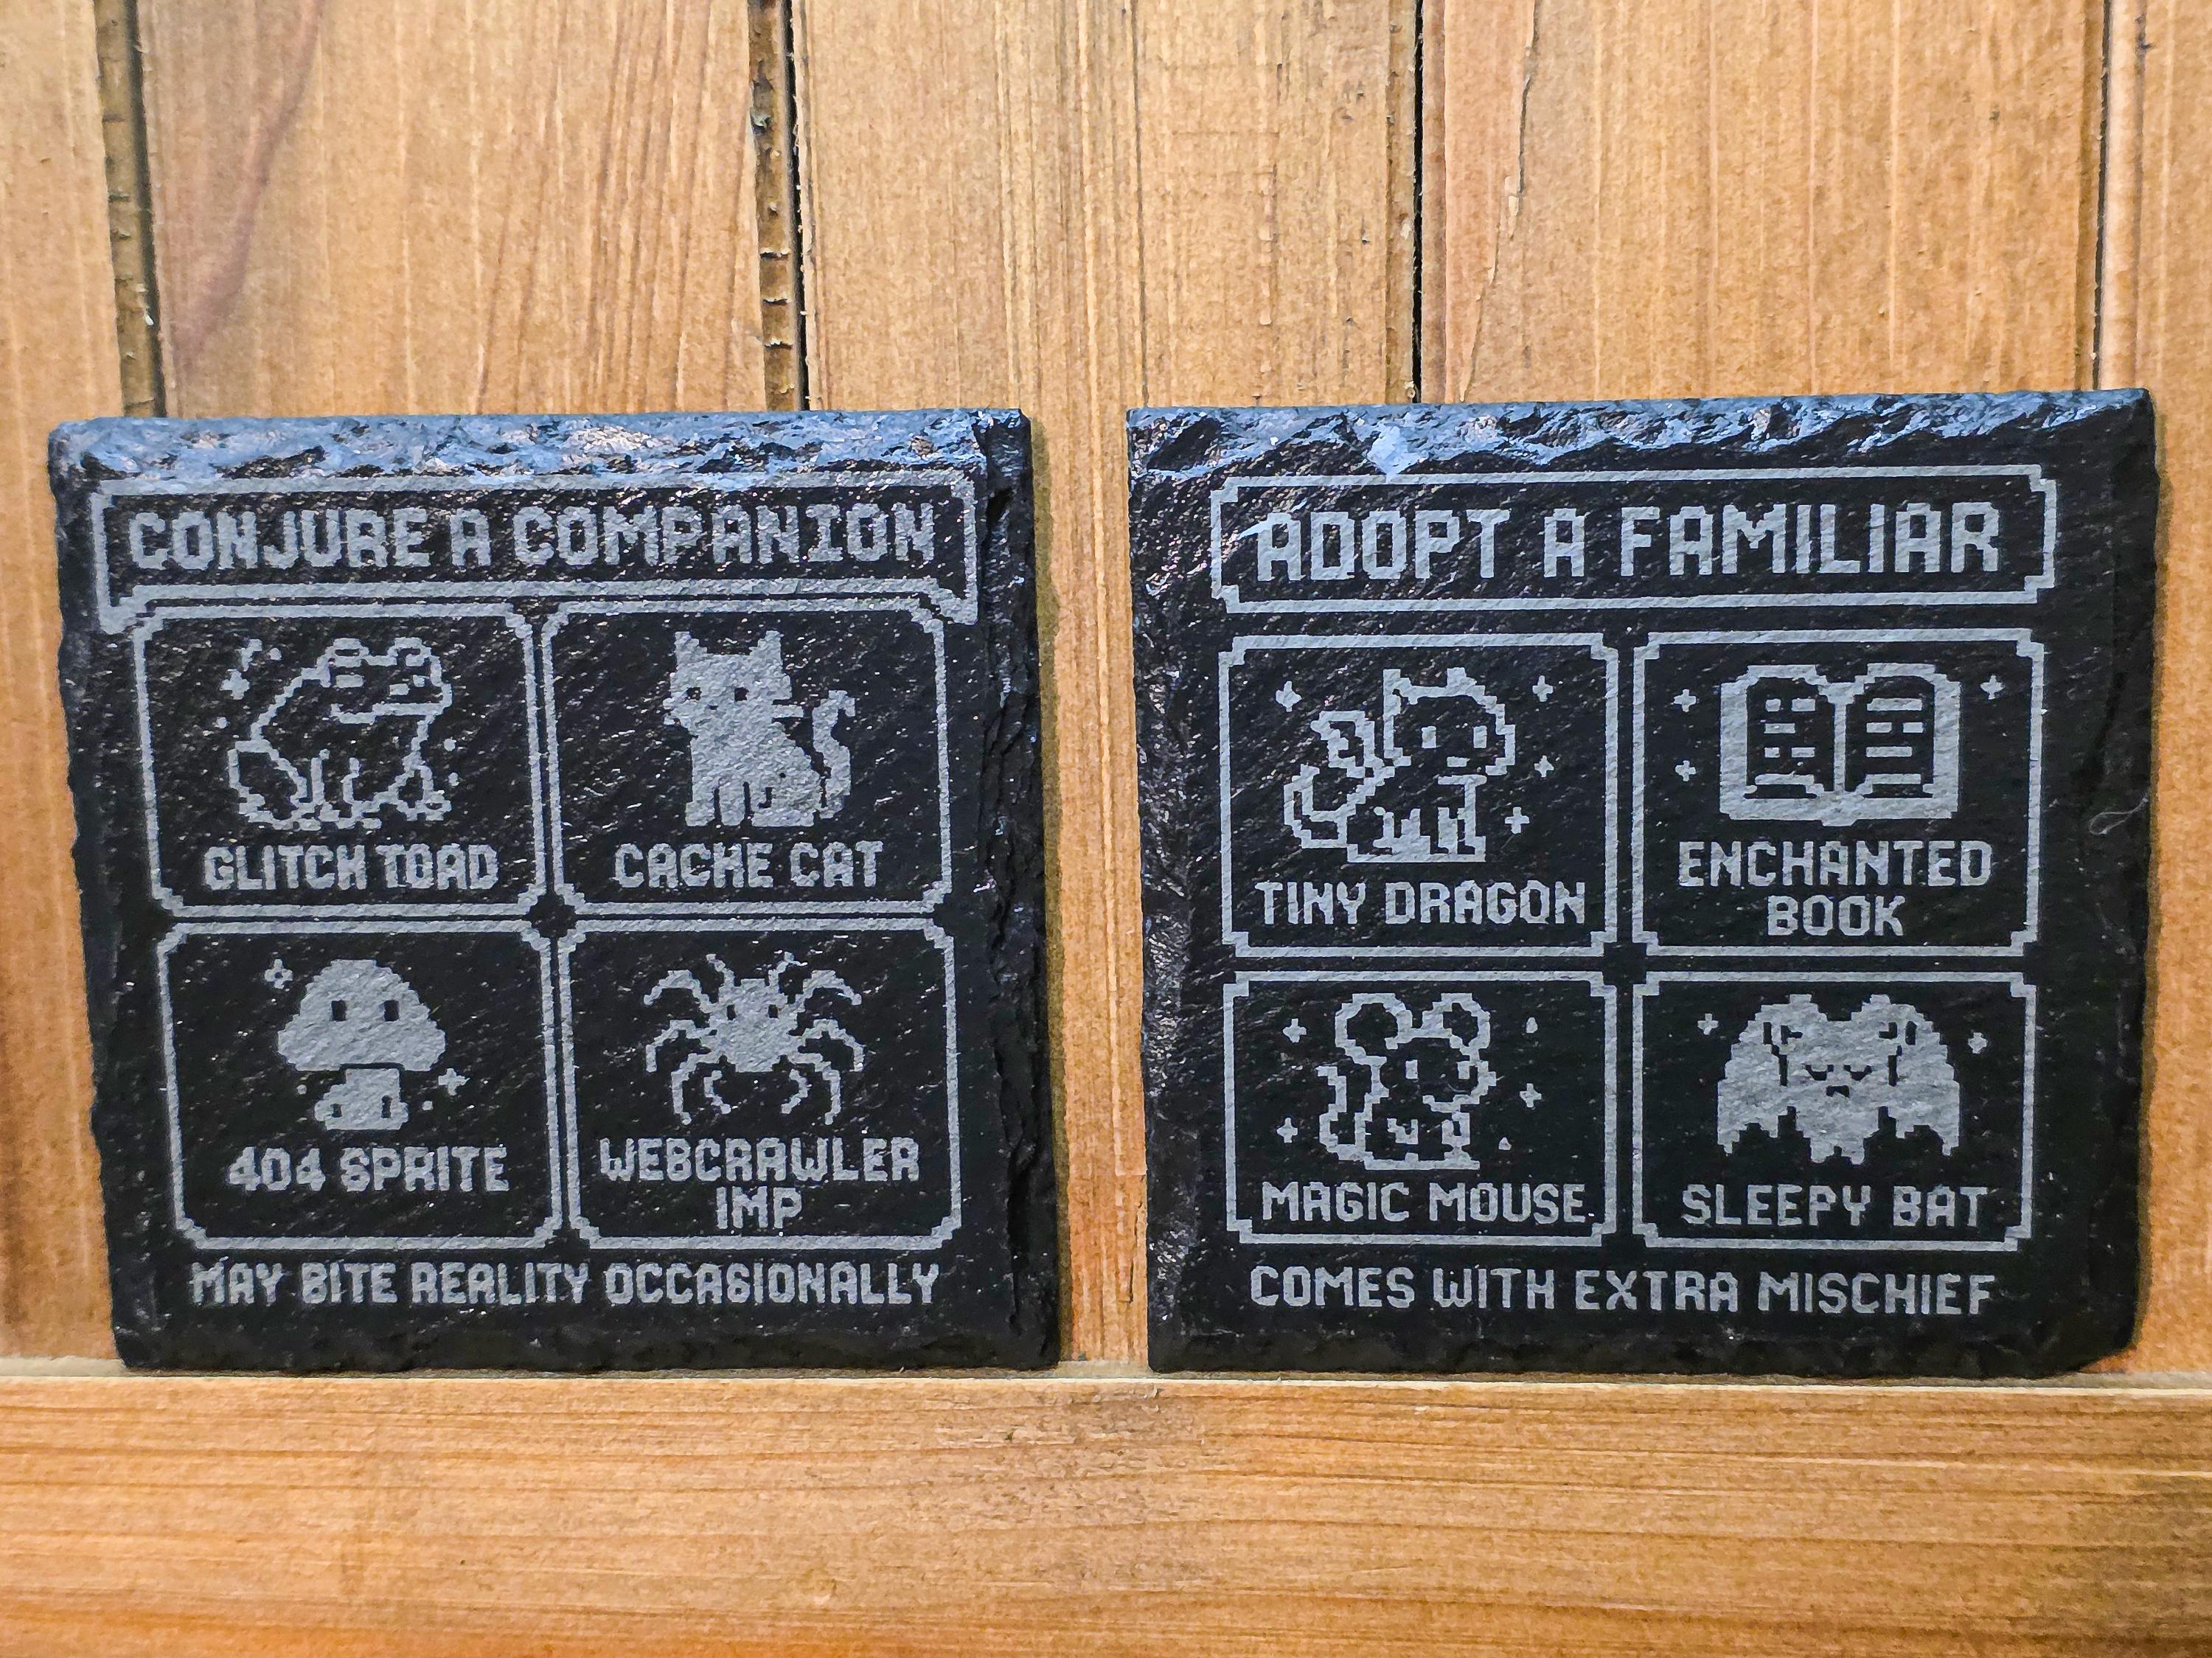 CONJURE A COMPANION
GLITCH TOAD
CACHE CAT
404 SPRITE
WEBCRAWLER
IMP
MAY BITE REALITY OCCASIONALLY
ADOPT A FAMILIAR
TINY DRAGON
ENCHANTED
BOOK
MAGIC MOUSE
SLEEPY BAT
COMES WITH EXTRA MISCHIEF